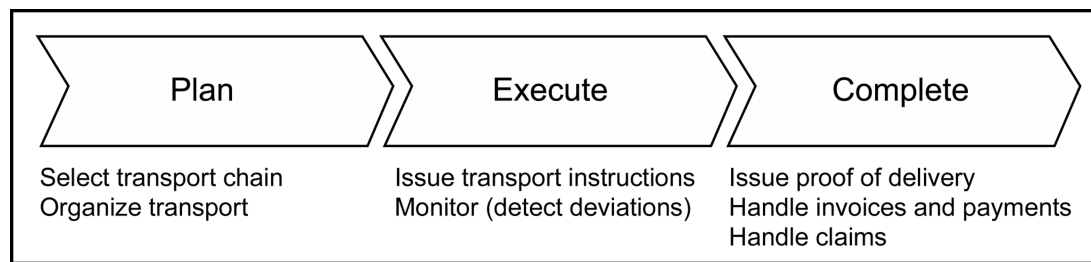 Plan
Execute
Complete
Select transport chain
Organize transport
Issue transport instructions
Monitor (detect deviations)
Issue proof of delivery
Handle invoices and payments
Handle claims